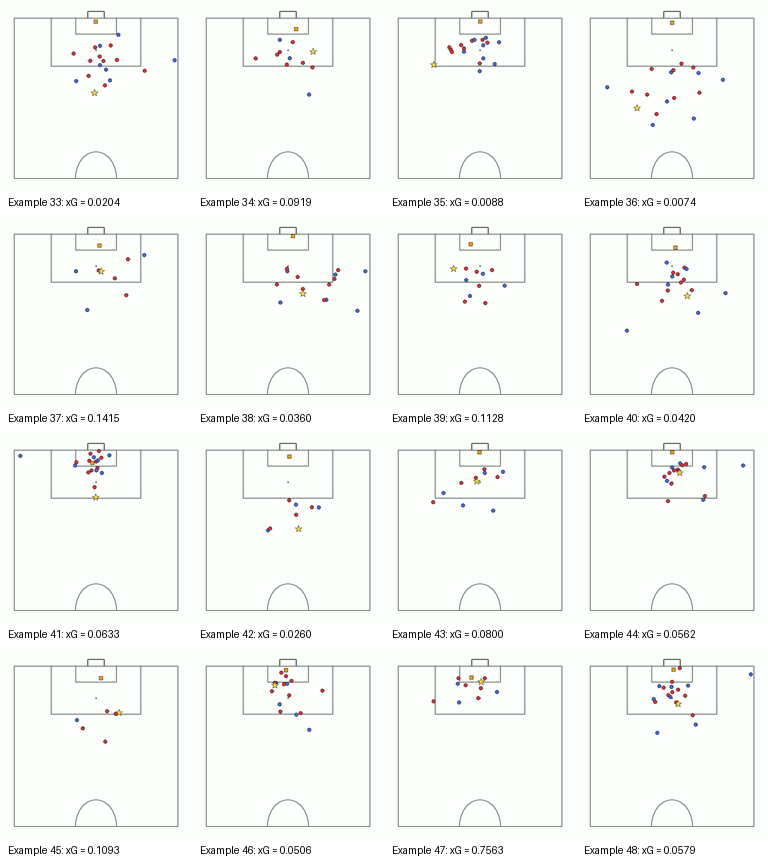 Example 33: xG = 0.0204
Example 34: xG = 0.0919
Example 35: xG = 0.0088
Example 36: xG = 0.0074
Example 37: xG = 0.1415
Example 38: xG = 0.0360
Example 39: xG = 0.1128
Example 40: xG = 0.0420
Example 41: xG = 0.0633
Example 42: xG = 0.0260
Example 43: xG = 0.0800
Example 44: xG = 0.0562
Example 45: xG = 0.1093
Example 46: xG = 0.0506
Example 47: xG = 0.7563
Example 48: xG = 0.0579